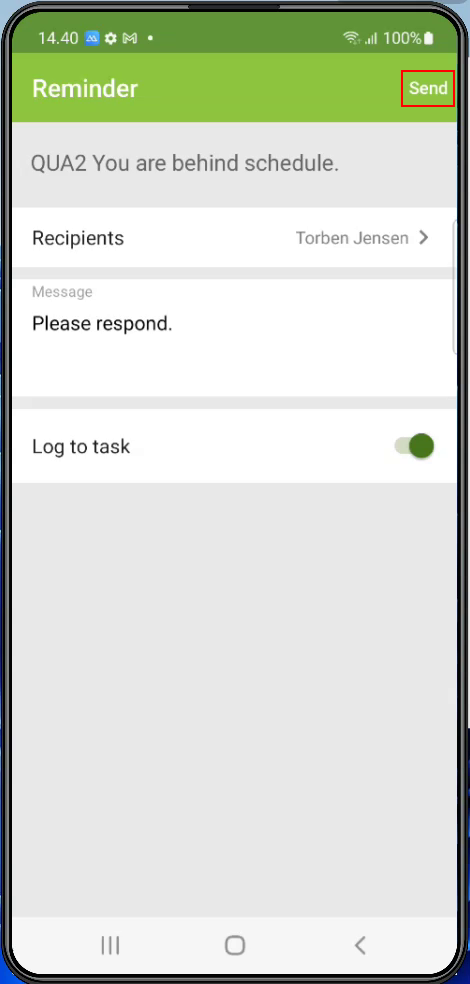 14.40 100%
Reminder Send
QUA2 You are behind schedule.
Recipients Torben Jensen
Message
Please respond.
Log to task